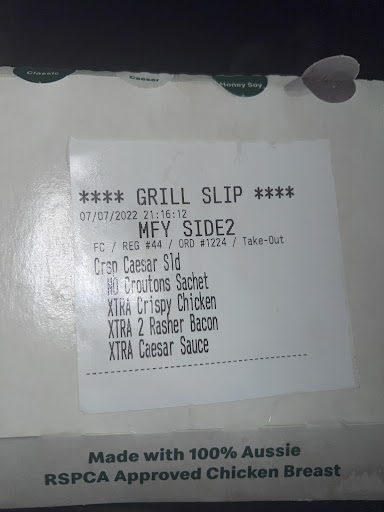 Classic Caesar Honey Soy
**** GRILL SLIP ****
07/07/2022 21:16:12
MFY SIDE2
FC / REG #44 / ORD #1224 / Take-Out
Crsp Caesar Sld
NO Croutons Sachet
XTRA Crispy Chicken
XTRA 2 Rasher Bacon
XTRA Caesar Sauce
Made with 100% Aussie
RSPCA Approved Chicken Breast